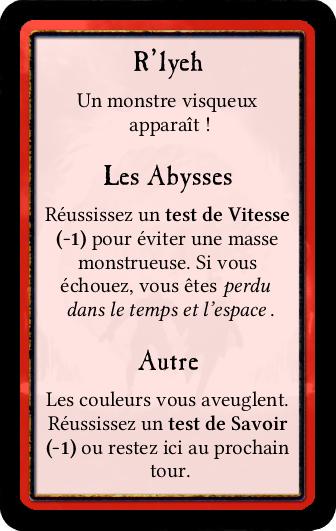 R'lyeh
Un monstre visqueux
apparaît !
Les Abysses
Réussissez un test de Vitesse
(-1) pour éviter une masse
monstrueuse. Si vous
échouez, vous êtes perdu
dans le temps et l'espace.
Autre
Les couleurs vous aveuglent.
Réussissez un test de Savoir
(-1) ou restez ici au prochain
tour.